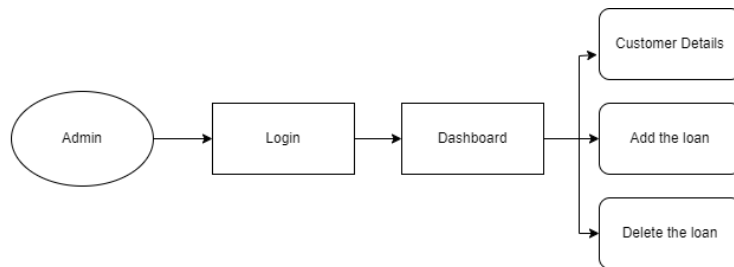 Customer Details
Admin
Login
Dashboard
Add the loan
Delete the loan